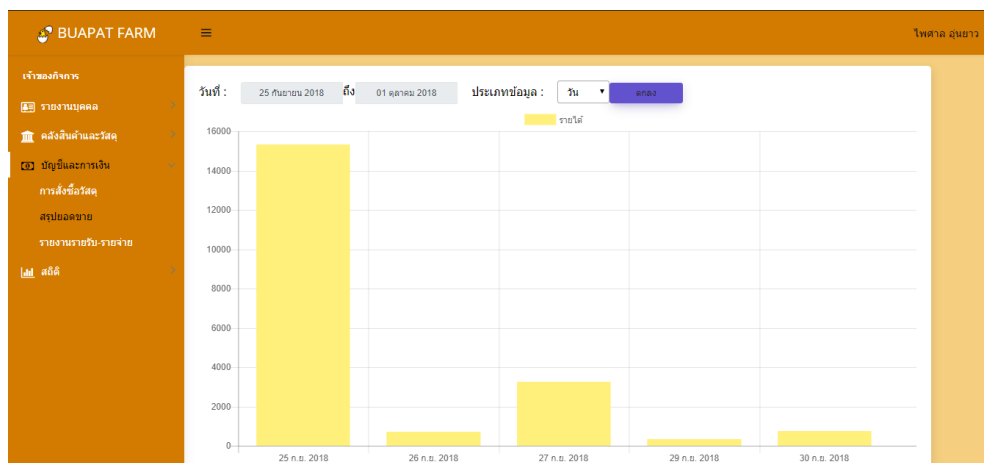 BUAPAT FARM
ไพศาล อุ่นยาว
เจ้าของกิจการ
รายงานบุคคล
คลังสินค้าและวัสดุ
บัญชีและการเงิน
การสั่งซื้อวัสดุ
สรุปยอดขาย
รายงานรายรับ-รายจ่าย
สถิติ
วันที่ : 25 กันยายน 2018 ถึง 01 ตุลาคม 2018 ประเภทข้อมูล : วัน ตกลง
รายได้
16000
14000
12000
10000
8000
6000
4000
2000
0
25 ก.ย. 2018 26 ก.ย. 2018 27 ก.ย. 2018 29 ก.ย. 2018 30 ก.ย. 2018